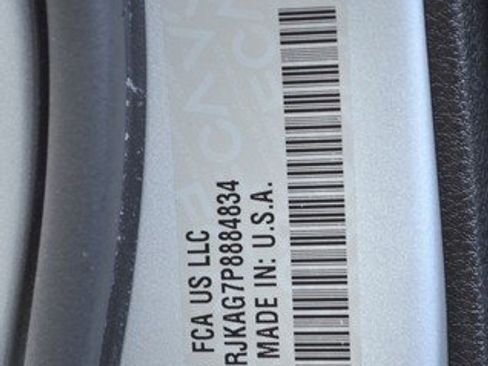 FCA US LLC
RJKAG7P8884834
MADE IN: U.S.A.